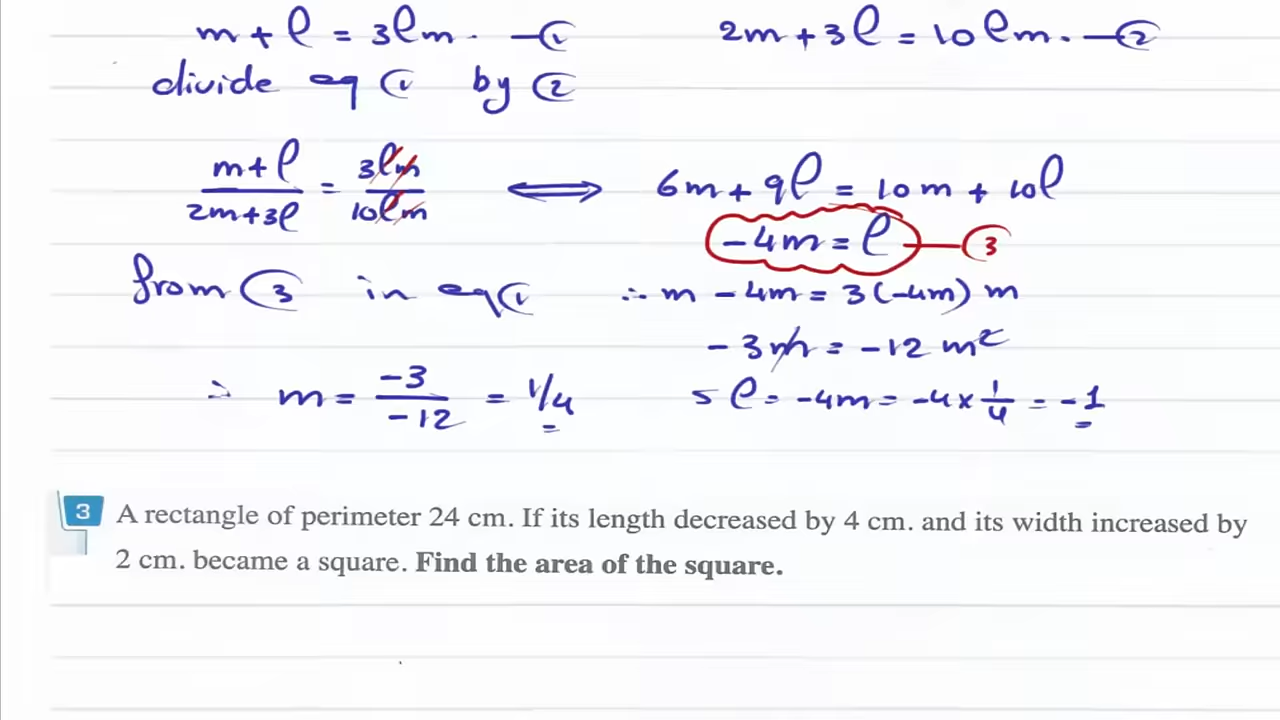 m + ℓ = 3ℓm. —① 2m + 3ℓ = 10ℓm. —②
divide eq ① by ②
m+ℓ/2m+3ℓ = 3ℓm/10ℓm ⟺ 6m + 9ℓ = 10m + 10ℓ
-4m = ℓ —③
from ③ in eq① ∴ m - 4m = 3(-4m) m
-3m = -12 m²
∴ m = -3/-12 = 1/4 , ℓ = -4m = -4 × 1/4 = -1
3 A rectangle of perimeter 24 cm. If its length decreased by 4 cm. and its width increased by
2 cm. became a square. Find the area of the square.